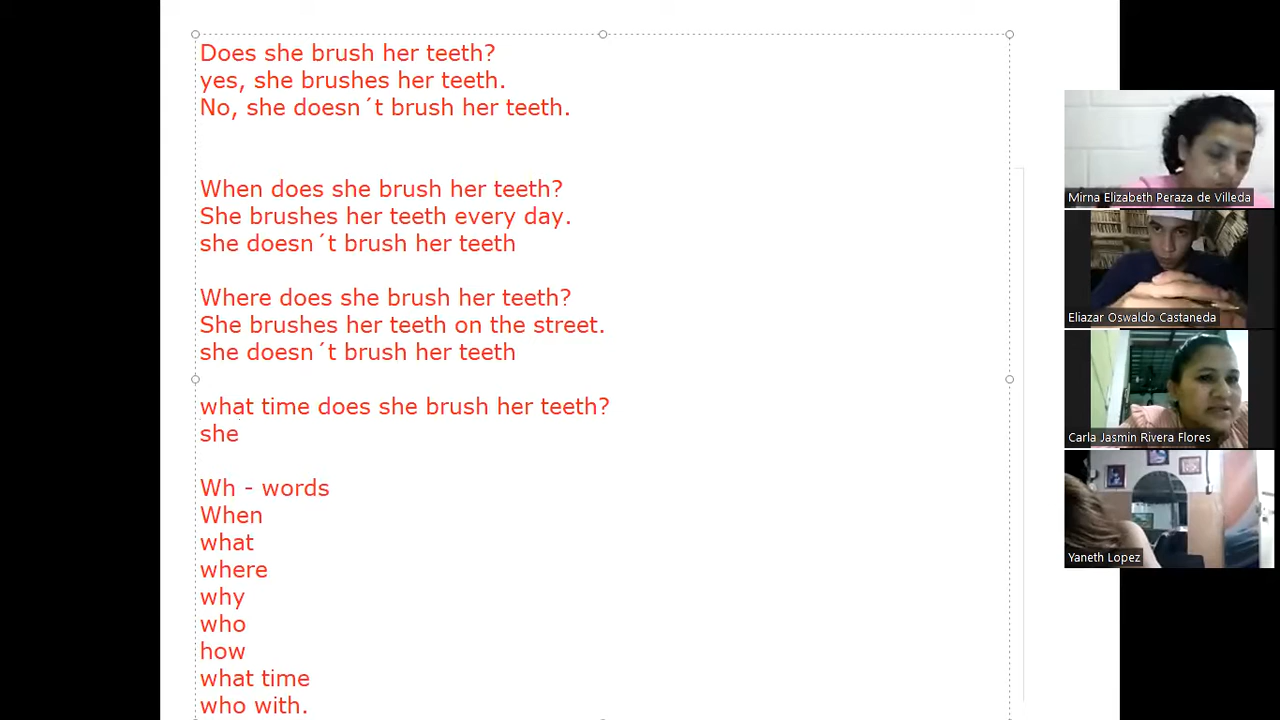 Does she brush her teeth?
yes, she brushes her teeth.
No, she doesn´t brush her teeth.
When does she brush her teeth?
She brushes her teeth every day.
she doesn´t brush her teeth
Where does she brush her teeth?
She brushes her teeth on the street.
she doesn´t brush her teeth
what time does she brush her teeth?
she
Wh - words
When
what
where
why
who
how
what time
who with.
Mirna Elizabeth Peraza de Villeda
Eliazar Oswaldo Castaneda
Carla Jasmin Rivera Flores
Yaneth Lopez